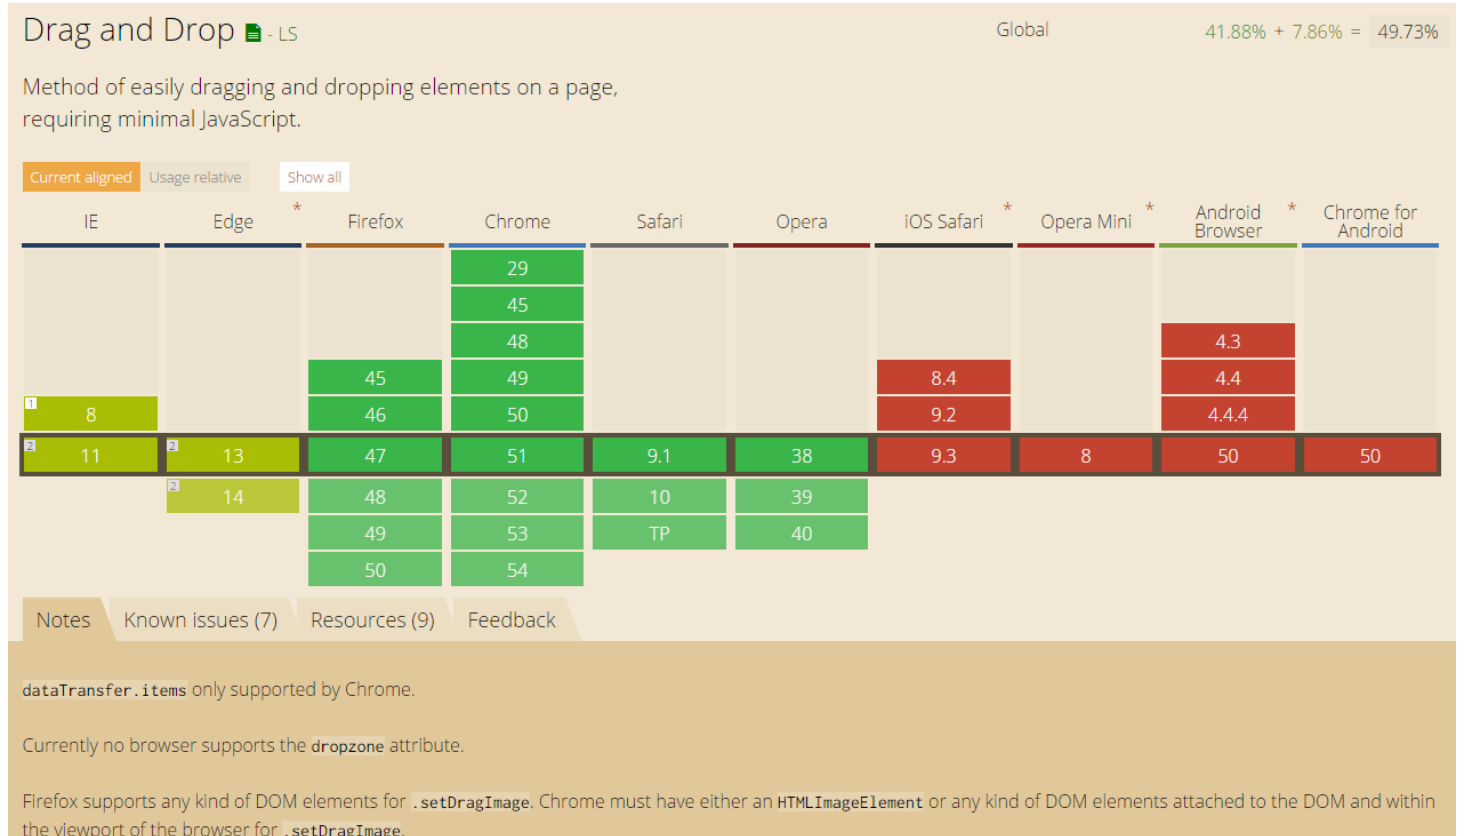 Drag and Drop - LS
Global 41.88% + 7.86% = 49.73%
Method of easily dragging and dropping elements on a page,
requiring minimal JavaScript.
Current aligned Usage relative Show all
IE Edge * Firefox Chrome Safari Opera iOS Safari * Opera Mini * Android Browser * Chrome for Android
29
45
48 4.3
45 49 8.4 4.4
1 8 46 50 9.2 4.4.4
2 11 2 13 47 51 9.1 38 9.3 8 50 50
2 14 48 52 10 39
49 53 TP 40
50 54
Notes Known issues (7) Resources (9) Feedback
dataTransfer.items only supported by Chrome.
Currently no browser supports the dropzone attribute.
Firefox supports any kind of DOM elements for .setDragImage. Chrome must have either an HTMLImageElement or any kind of DOM elements attached to the DOM and within
the viewport of the browser for .setDragImage.